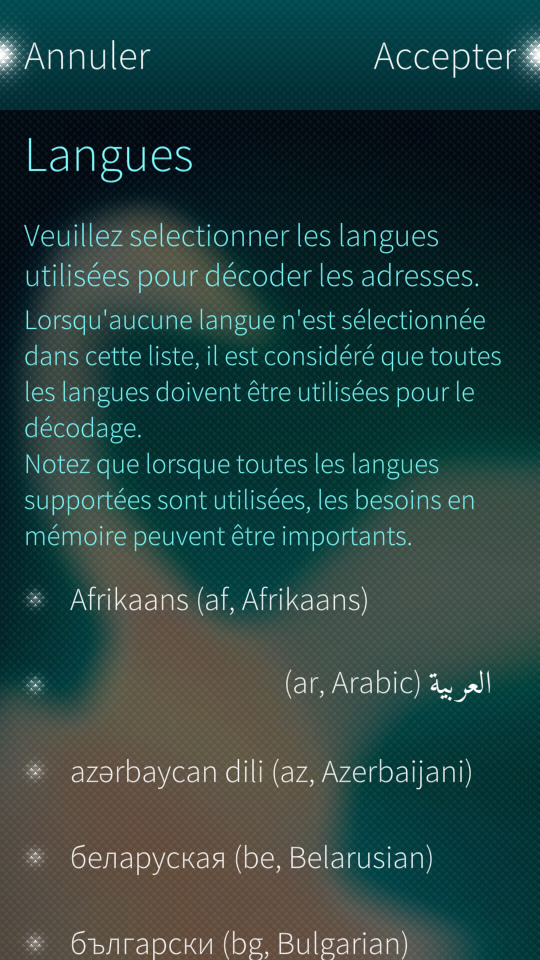 Annuler
Accepter
Langues
Veuillez selectionner les langues
utilisées pour décoder les adresses.
Lorsqu'aucune langue n'est sélectionnée
dans cette liste, il est considéré que toutes
les langues doivent être utilisées pour le
décodage.
Notez que lorsque toutes les langues
supportées sont utilisées, les besoins en
mémoire peuvent être importants.
Afrikaans (af, Afrikaans)
العربية (ar, Arabic)
azərbaycan dili (az, Azerbaijani)
беларуская (be, Belarusian)
български (bg, Bulgarian)